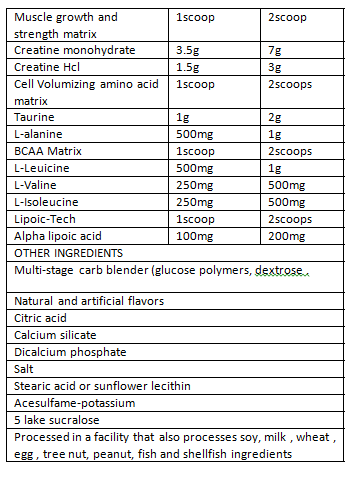 Muscle growth and 1scoop 2scoop
strength matrix
Creatine monohydrate 3.5g 7g
Creatine Hcl 1.5g 3g
Cell Volumizing amino acid 1scoop 2scoops
matrix
Taurine 1g 2g
L-alanine 500mg 1g
BCAA Matrix 1scoop 2scoops
L-Leuicine 500mg 1g
L-Valine 250mg 500mg
L-Isoleucine 250mg 500mg
Lipoic-Tech 1scoop 2scoops
Alpha lipoic acid 100mg 200mg
OTHER INGREDIENTS
Multi-stage carb blender (glucose polymers, dextrose ,
Natural and artificial flavors
Citric acid
Calcium silicate
Dicalcium phosphate
Salt
Stearic acid or sunflower lecithin
Acesulfame-potassium
5 lake sucralose
Processed in a facility that also processes soy, milk , wheat ,
egg , tree nut, peanut, fish and shellfish ingredients